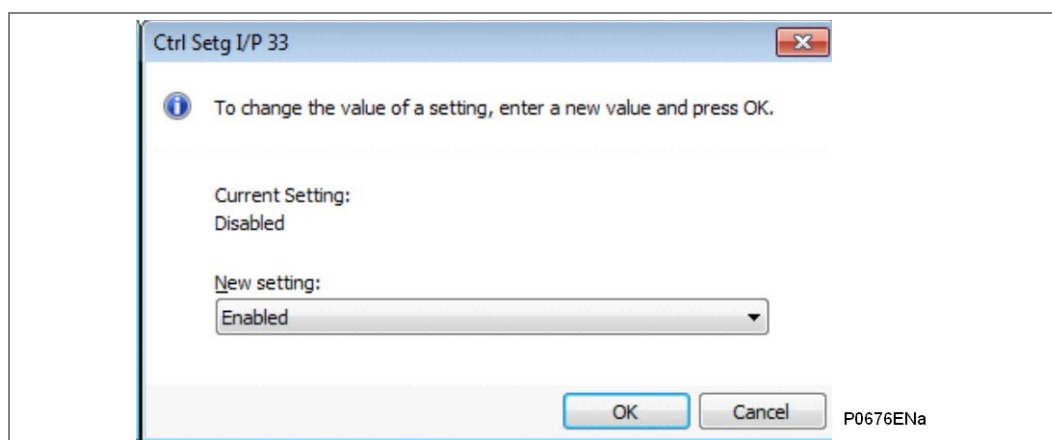 Ctrl Setg I/P 33
To change the value of a setting, enter a new value and press OK.
Current Setting:
Disabled
New setting:
Enabled
OK Cancel
P0676ENa